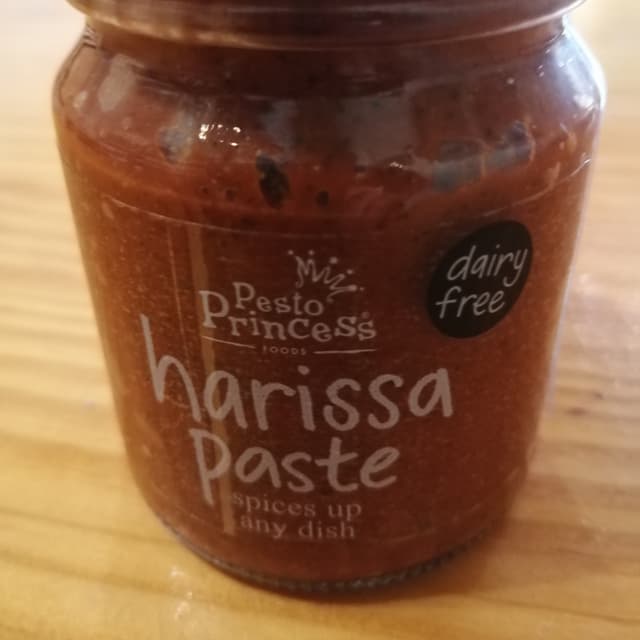 Pesto
Princess®
FOODS
dairy
free
harissa
paste
spices up
any dish